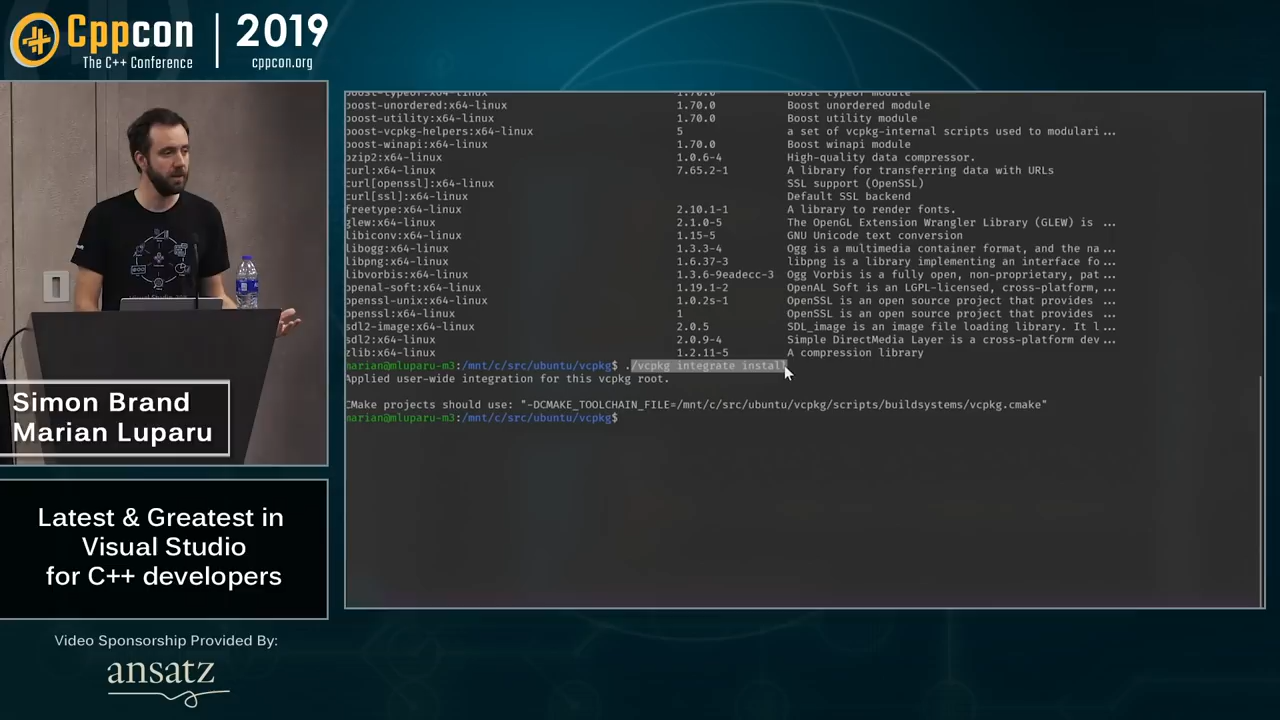 Cppcon
The C++ Conference
2019
cppcon.org
1.70.0 Boost typeof module
oost-unordered:x64-linux 1.70.0 Boost unordered module
oost-utility:x64-linux 1.70.0 Boost utility module
oost-vcpkg-helpers:x64-linux 5 a set of vcpkg-internal scripts used to modulari...
oost-winapi:x64-linux 1.70.0 Boost winapi module
bzip2:x64-linux 1.0.6-4 High-quality data compressor.
curl:x64-linux 7.65.2-1 A library for transferring data with URLs
curl[openssl]:x64-linux SSL support (OpenSSL)
curl[ssl]:x64-linux Default SSL backend
freetype:x64-linux 2.10.1-1 A library to render fonts.
glew:x64-linux 2.1.0-5 The OpenGL Extension Wrangler Library (GLEW) is ...
libiconv:x64-linux 1.15-5 GNU Unicode text conversion
libogg:x64-linux 1.3.3-4 Ogg is a multimedia container format, and the na...
libpng:x64-linux 1.6.37-3 libpng is a library implementing an interface fo...
libvorbis:x64-linux 1.3.6-9eadecc-3 Ogg Vorbis is a fully open, non-proprietary, pat...
openal-soft:x64-linux 1.19.1-2 OpenAL Soft is an LGPL-licensed, cross-platform,...
openssl-unix:x64-linux 1.0.2s-1 OpenSSL is an open source project that provides ...
openssl:x64-linux 1 OpenSSL is an open source project that provides ...
sdl2-image:x64-linux 2.0.5 SDL_image is an image file loading library. It l...
sdl2:x64-linux 2.0.9-4 Simple DirectMedia Layer is a cross-platform dev...
zlib:x64-linux 1.2.11-5 A compression library
marian@mluparu-m3:/mnt/c/src/ubuntu/vcpkg$ ./vcpkg integrate install
Applied user-wide integration for this vcpkg root.
CMake projects should use: "-DCMAKE_TOOLCHAIN_FILE=/mnt/c/src/ubuntu/vcpkg/scripts/buildsystems/vcpkg.cmake"
marian@mluparu-m3:/mnt/c/src/ubuntu/vcpkg$
Simon Brand
Marian Luparu
Latest & Greatest in
Visual Studio
for C++ developers
Video Sponsorship Provided By:
ansatz